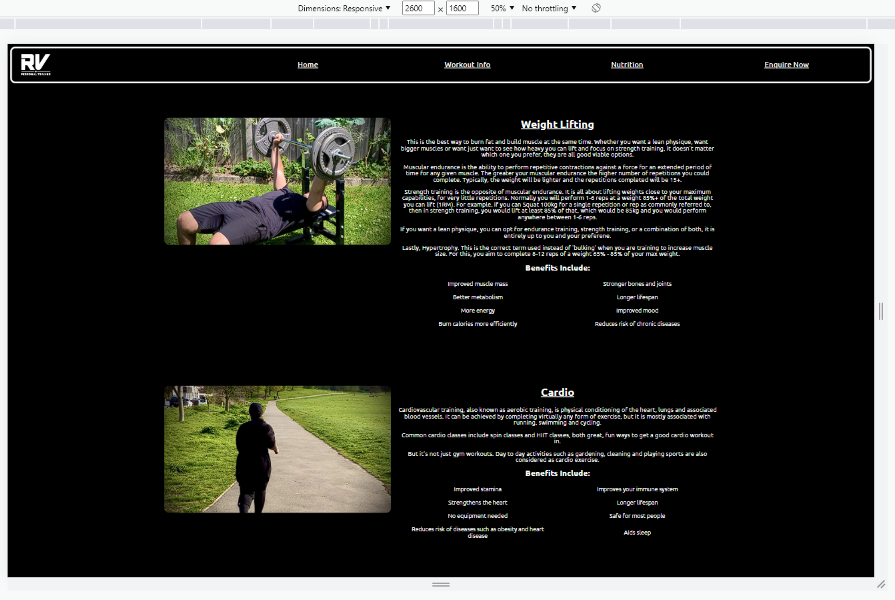 Dimensions: Responsive ▼ 2600 × 1600 50% ▼ No throttling ▼
RV
PERSONAL TRAINER
Home Workout Info Nutrition Enquire Now
Weight Lifting
This is the best way to burn fat and build muscle at the same time. Whether you want a lean physique, want
bigger muscles or want just want to see how heavy you can lift and focus on strength training, it doesn't matter
which one you prefer, they are all good viable options.
Muscular endurance is the ability to perform repetitive contractions against a force for an extended period of
time for any given muscle. The greater your muscular endurance the higher number of repetitions you could
complete. Typically, the weight will be lighter and the repetitions completed will be 15+.
Strength training is the opposite of muscular endurance. It is all about lifting weights close to your maximum
capabilities, for very little repetitions. Normally you will perform 1-6 reps at a weight 85%+ of the total weight
you can lift (1RM). For example, if you can Squat 100kg for a single repetition or rep as commonly referred to,
then in strength training, you would lift at least 85% of that, which would be 85kg and you would perform
anywhere between 1-6 reps.
If you want a lean physique, you can opt for endurance training, strength training, or a combination of both, it is
entirely up to you and your preferene.
Lastly, Hypertrophy. This is the correct term used instead of 'bulking' when you are training to increase muscle
size. For this, you aim to complete 8-12 reps of a weight 65% - 85% of your max weight.
Benefits Include:
Improved muscle mass Stronger bones and joints
Better metabolism Longer lifespan
More energy Improved mood
Burn calories more efficiently Reduces risk of chronic diseases
Cardio
Cardiovascular training, also known as aerobic training, is physical conditioning of the heart, lungs and associated
blood vessels. It can be achieved by completing virtually any form of exercise, but it is mostly associated with
running, swimming and cycling.
Common cardio classes include spin classes and HIIT classes, both great, fun ways to get a good cardio workout
in.
But it's not just gym workouts. Day to day activities such as gardening, cleaning and playing sports are also
considered as cardio exercise.
Benefits Include:
Improved stamina Improves your immune system
Strengthens the heart Longer lifespan
No equipment needed Safe for most people
Reduces risk of diseases such as obesity and heart
disease Aids sleep